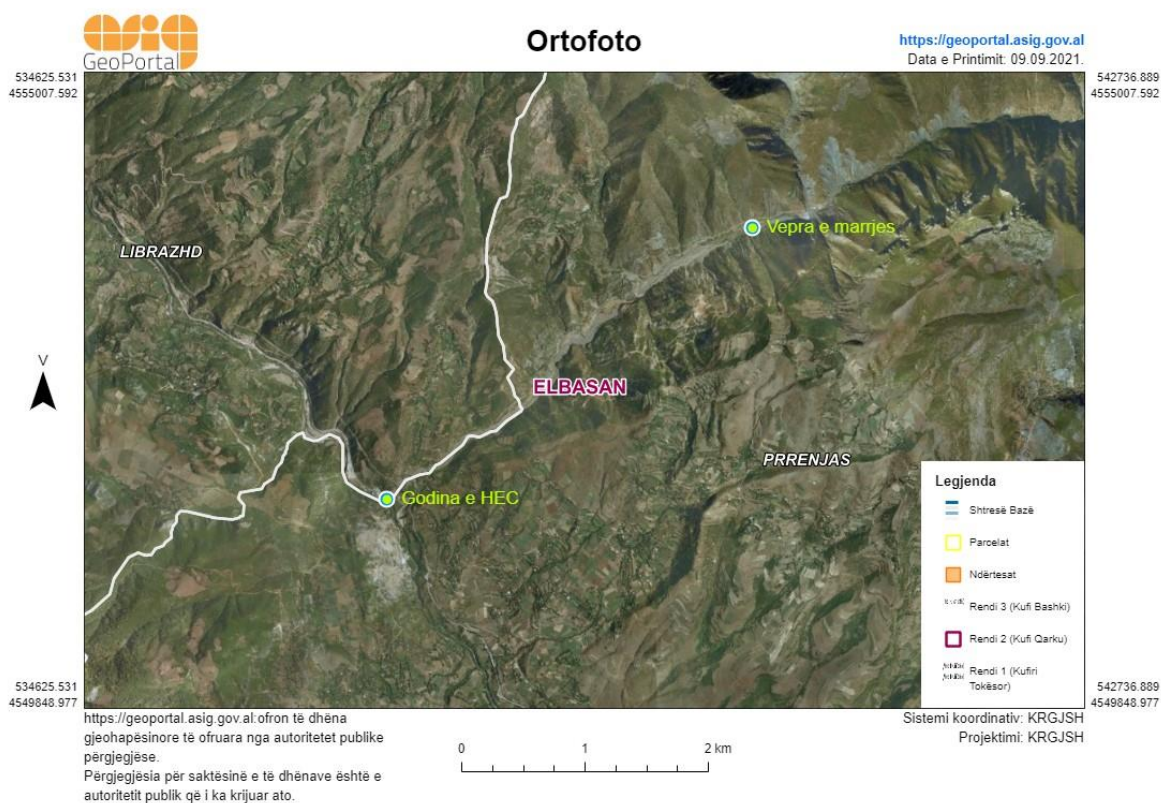 asig
GeoPortal
Ortofoto
https://geoportal.asig.gov.al
Data e Printimit: 09.09.2021.
534625.531
4555007.592
542736.889
4555007.592
LIBRAZHD
Vepra e marrjes
V
ELBASAN
PRRENJAS
Godina e HEC
Legjenda
Shtresë Bazë
Parcelat
Ndërtesat
Rendi 3 (Kufi Bashki)
Rendi 2 (Kufi Qarku)
Rendi 1 (Kufiri
Tokësor)
534625.531
4549848.977
542736.889
4549848.977
https://geoportal.asig.gov.al:ofron të dhëna
gjeohapësinore të ofruara nga autoritetet publike
përgjegjëse.
Përgjegjësia për saktësinë e të dhënave është e
autoritetit publik që i ka krijuar ato.
0 1 2 km
Sistemi koordinativ: KRGJSH
Projektimi: KRGJSH